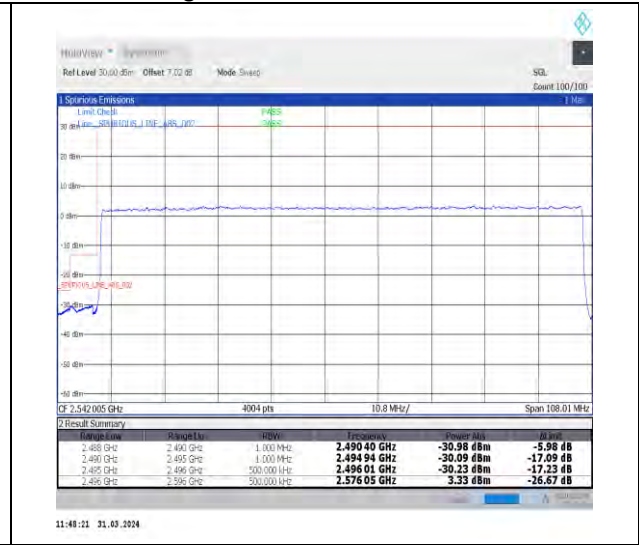 MultiView Spectrum
Ref Level 30.00 dBm Offset 7.02 dB Mode Sweep SGL
Count 100/100
1 Spurious Emissions 1 Max
Limit Check PASS
30 dBm Line _SPURIOUS_LINE_ABS_002 PASS
20 dBm
10 dBm
0 dBm
-10 dBm
-20 dBm
_SPURIOUS_LINE_ABS_002
-30 dBm
-40 dBm
-50 dBm
-60 dBm
CF 2.542005 GHz 4004 pts 10.8 MHz/ Span 108.01 MHz
2 Result Summary
Range Low Range Up RBW Frequency Power Abs ΔLimit
2.488 GHz 2.490 GHz 1.000 MHz 2.490 40 GHz -30.98 dBm -5.98 dB
2.490 GHz 2.495 GHz 1.000 MHz 2.494 94 GHz -30.09 dBm -17.09 dB
2.495 GHz 2.496 GHz 500.000 kHz 2.496 01 GHz -30.23 dBm -17.23 dB
2.496 GHz 2.596 GHz 500.000 kHz 2.576 05 GHz 3.33 dBm -26.67 dB
11:48:21 31.03.2024